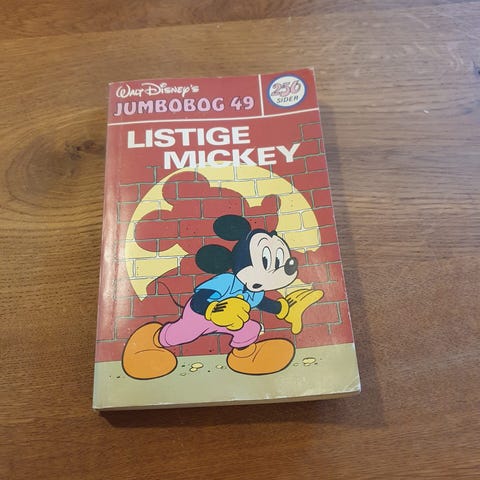 Walt Disney's
JUMBOBOG 49
256
SIDER
LISTIGE
MICKEY